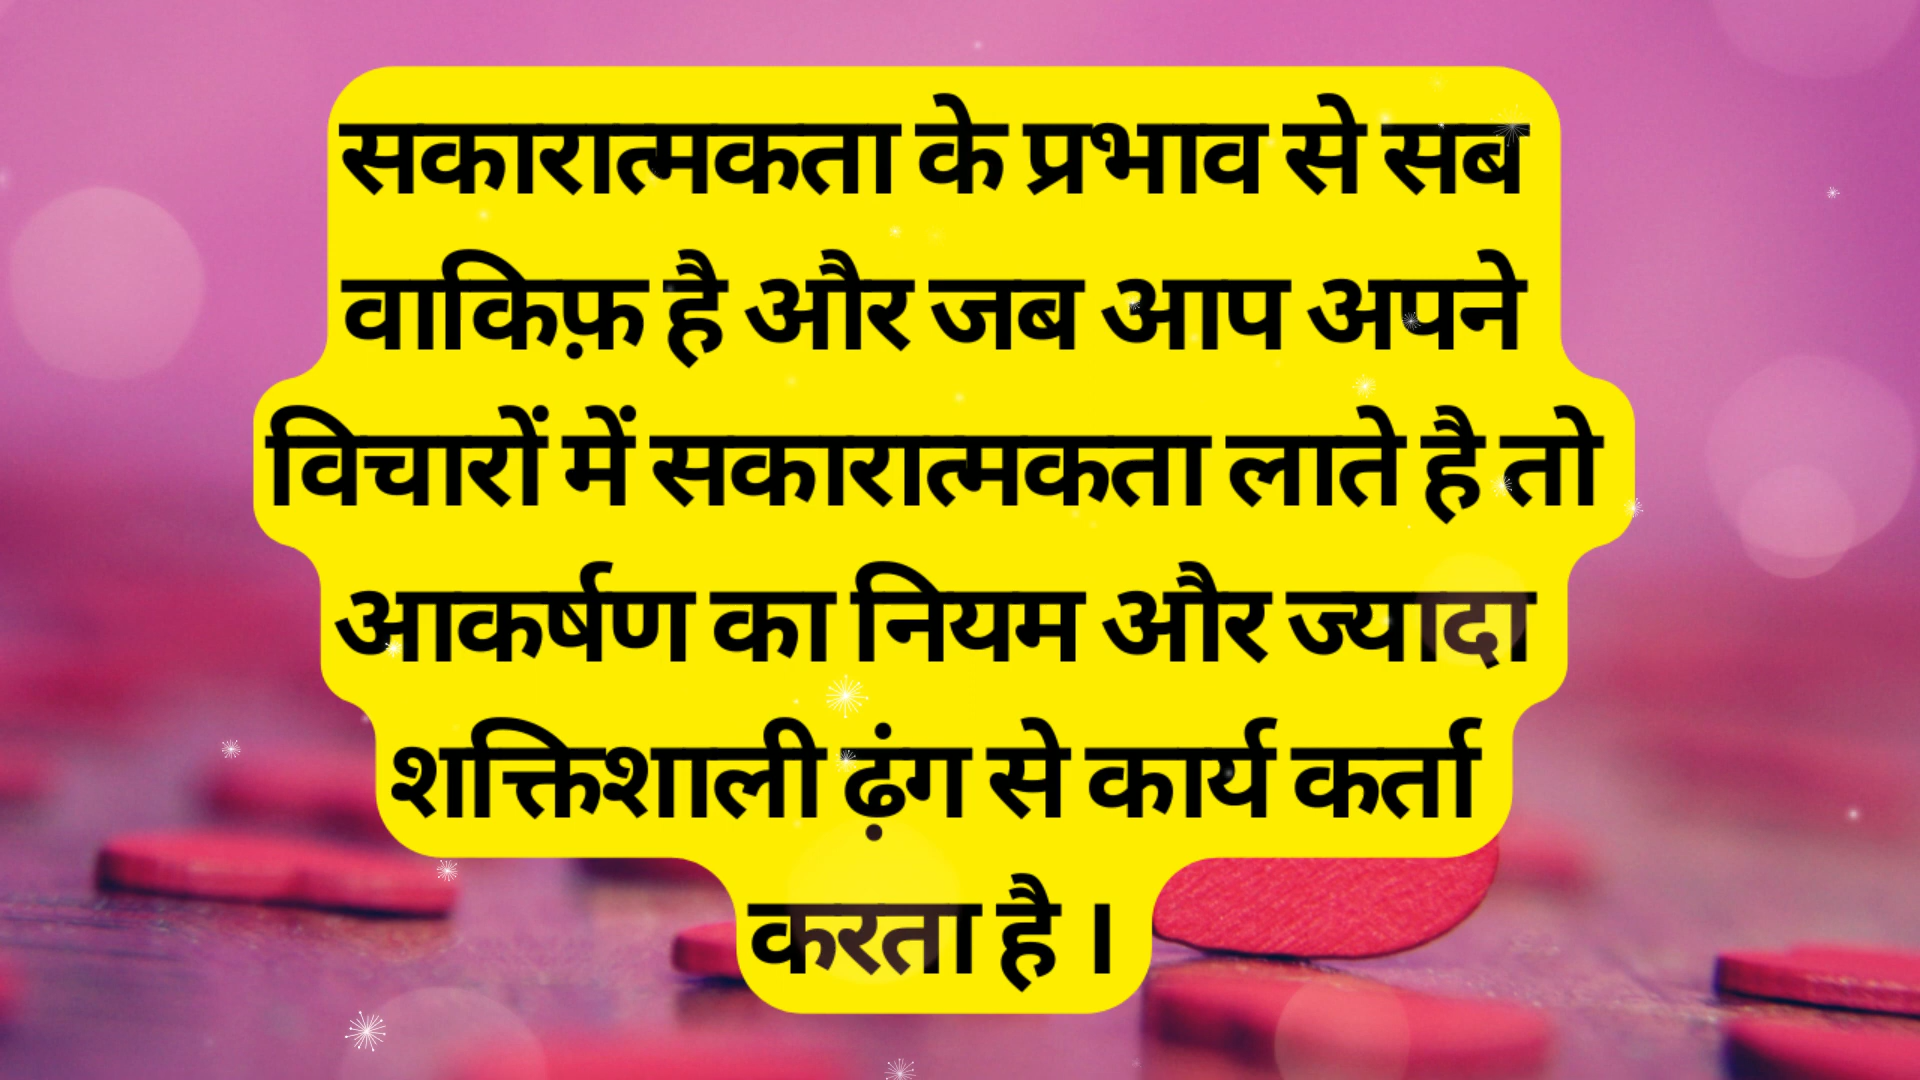 सकारात्मकता के प्रभाव से सब
वाकिफ़ है और जब आप अपने
विचारों में सकारात्मकता लाते है तो
आकर्षण का नियम और ज्यादा
शक्तिशाली ढ़ंग से कार्य कर्ता
करता है ।